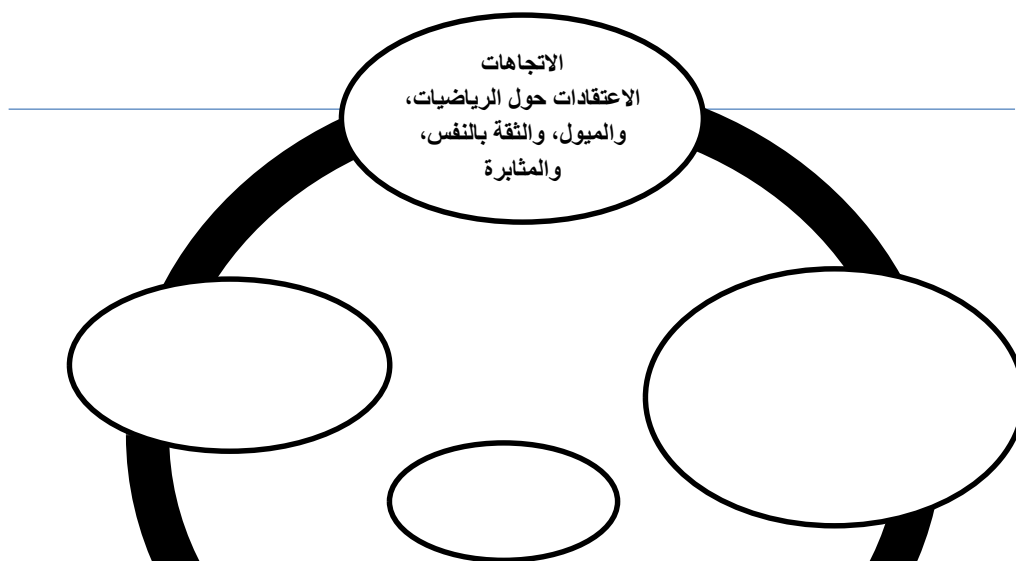 الاتجاهات
الاعتقادات حول الرياضيات،
والميول، والثقة بالنفس،
والمثابرة